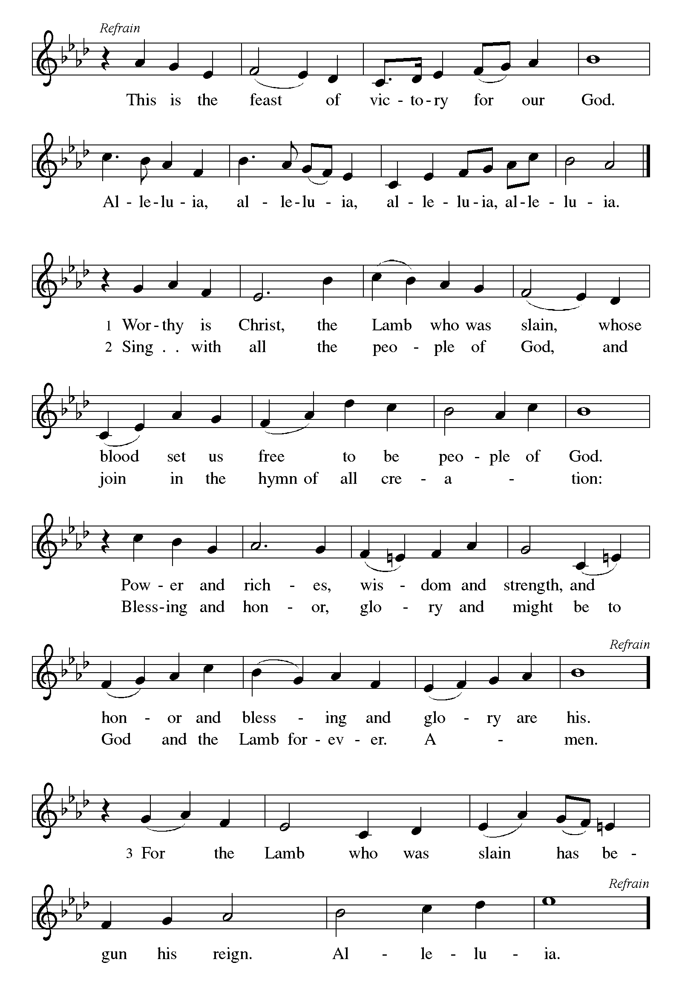 Refrain
This is the feast of vic - to - ry for our God.
Al - le - lu - ia, al - le - lu - ia, al - le - lu - ia, al - le - lu - ia.
1 Wor - thy is Christ, the Lamb who was slain, whose
2 Sing . . with all the peo - ple of God, and
blood set us free to be peo - ple of God.
join in the hymn of all cre - a - tion:
Pow - er and rich - es, wis - dom and strength, and
Bless - ing and hon - or, glo - ry and might be to
Refrain
hon - or and bless - ing and glo - ry are his.
God and the Lamb for - ev - er. A - men.
3 For the Lamb who was slain has be -
Refrain
gun his reign. Al - le - lu - ia.